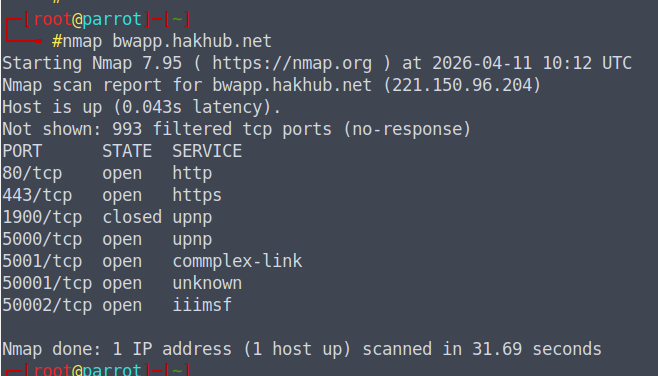 #
┌─[root@parrot]─[~]
└──╼ #nmap bwapp.hakhub.net
Starting Nmap 7.95 ( https://nmap.org ) at 2026-04-11 10:12 UTC
Nmap scan report for bwapp.hakhub.net (221.150.96.204)
Host is up (0.043s latency).
Not shown: 993 filtered tcp ports (no-response)
PORT      STATE  SERVICE
80/tcp    open   http
443/tcp   open   https
1900/tcp  closed upnp
5000/tcp  open   upnp
5001/tcp  open   commplex-link
50001/tcp open   unknown
50002/tcp open   iiimsf
Nmap done: 1 IP address (1 host up) scanned in 31.69 seconds
┌─[root@parrot]─[~]